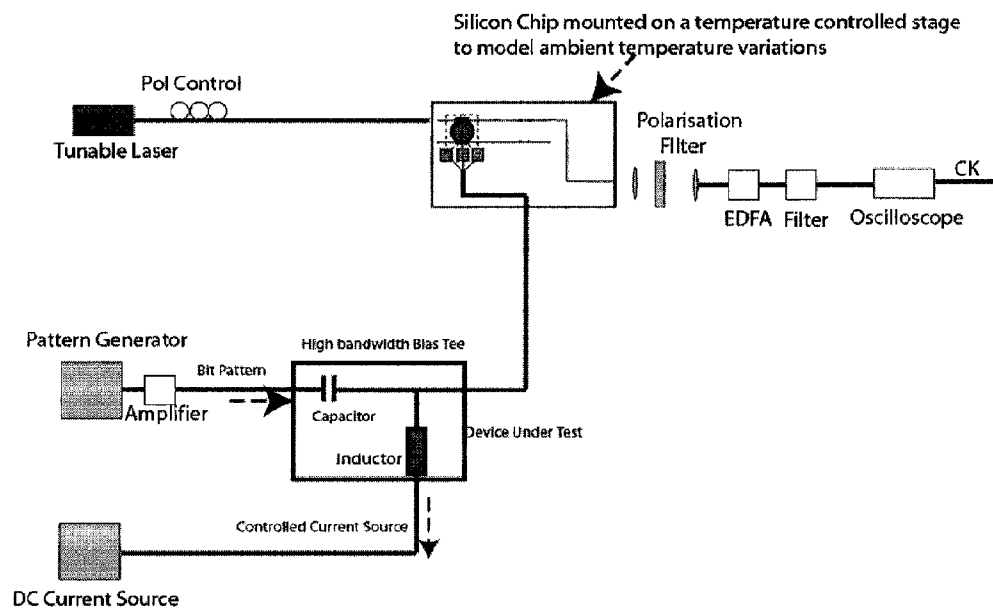 Silicon Chip mounted on a temperature controlled stage
to model ambient temperature variations
Pol Control
Tunable Laser
Polarisation
Filter
CK
EDFA
Filter
Oscilloscope
Pattern Generator
High bandwidth Bias Tee
Bit Pattern
Amplifier
Capacitor
Device Under Test
Inductor
Controlled Current Source
DC Current Source